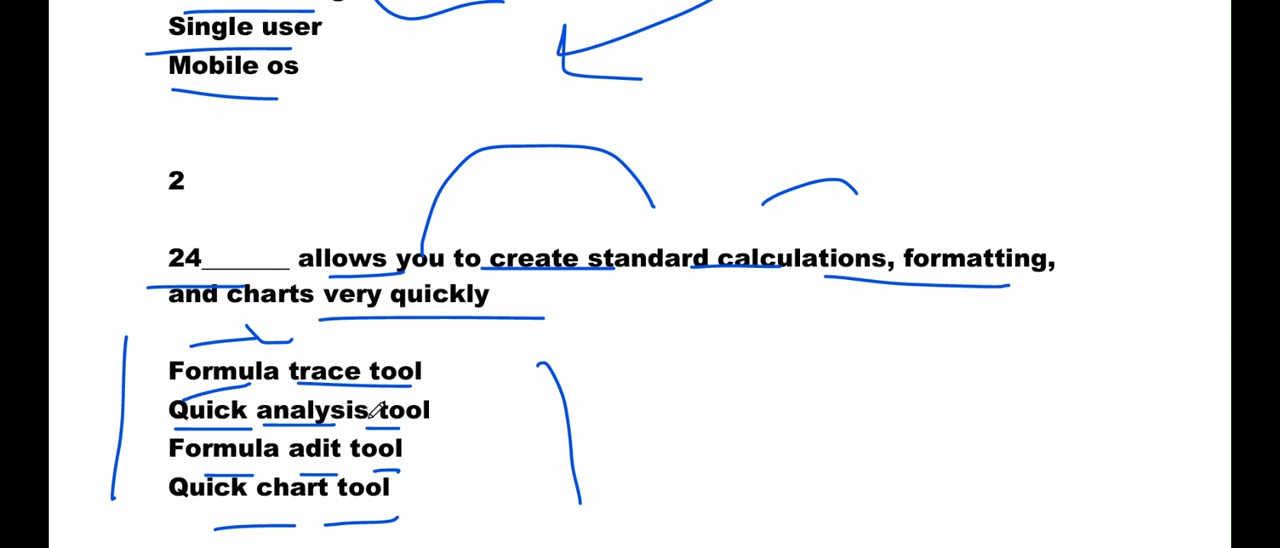 Single user
Mobile os
2
24______ allows you to create standard calculations, formatting,
and charts very quickly
Formula trace tool
Quick analysis tool
Formula adit tool
Quick chart tool